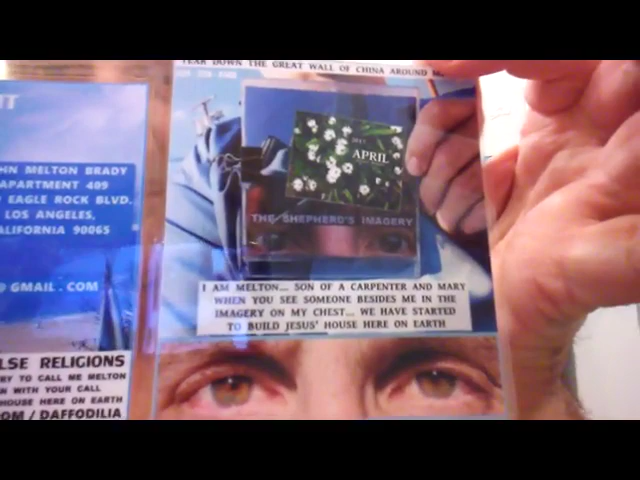 TEAR DOWN THE GREAT WALL OF CHINA AROUND
2017
APRIL
THE SHEPHERD'S IMAGERY
I AM MELTON... SON OF A CARPENTER AND MARY
WHEN YOU SEE SOMEONE BESIDES ME IN THE
IMAGERY ON MY CHEST... WE HAVE STARTED
TO BUILD JESUS' HOUSE HERE ON EARTH
HN MELTON BRADY
APARTMENT 409
EAGLE ROCK BLVD.
LOS ANGELES,
ALIFORNIA 90065
@ GMAIL.COM
LSE RELIGIONS
RY TO CALL ME MELTON
N WITH YOUR CALL
HOUSE HERE ON EARTH
OM / DAFFODILIA